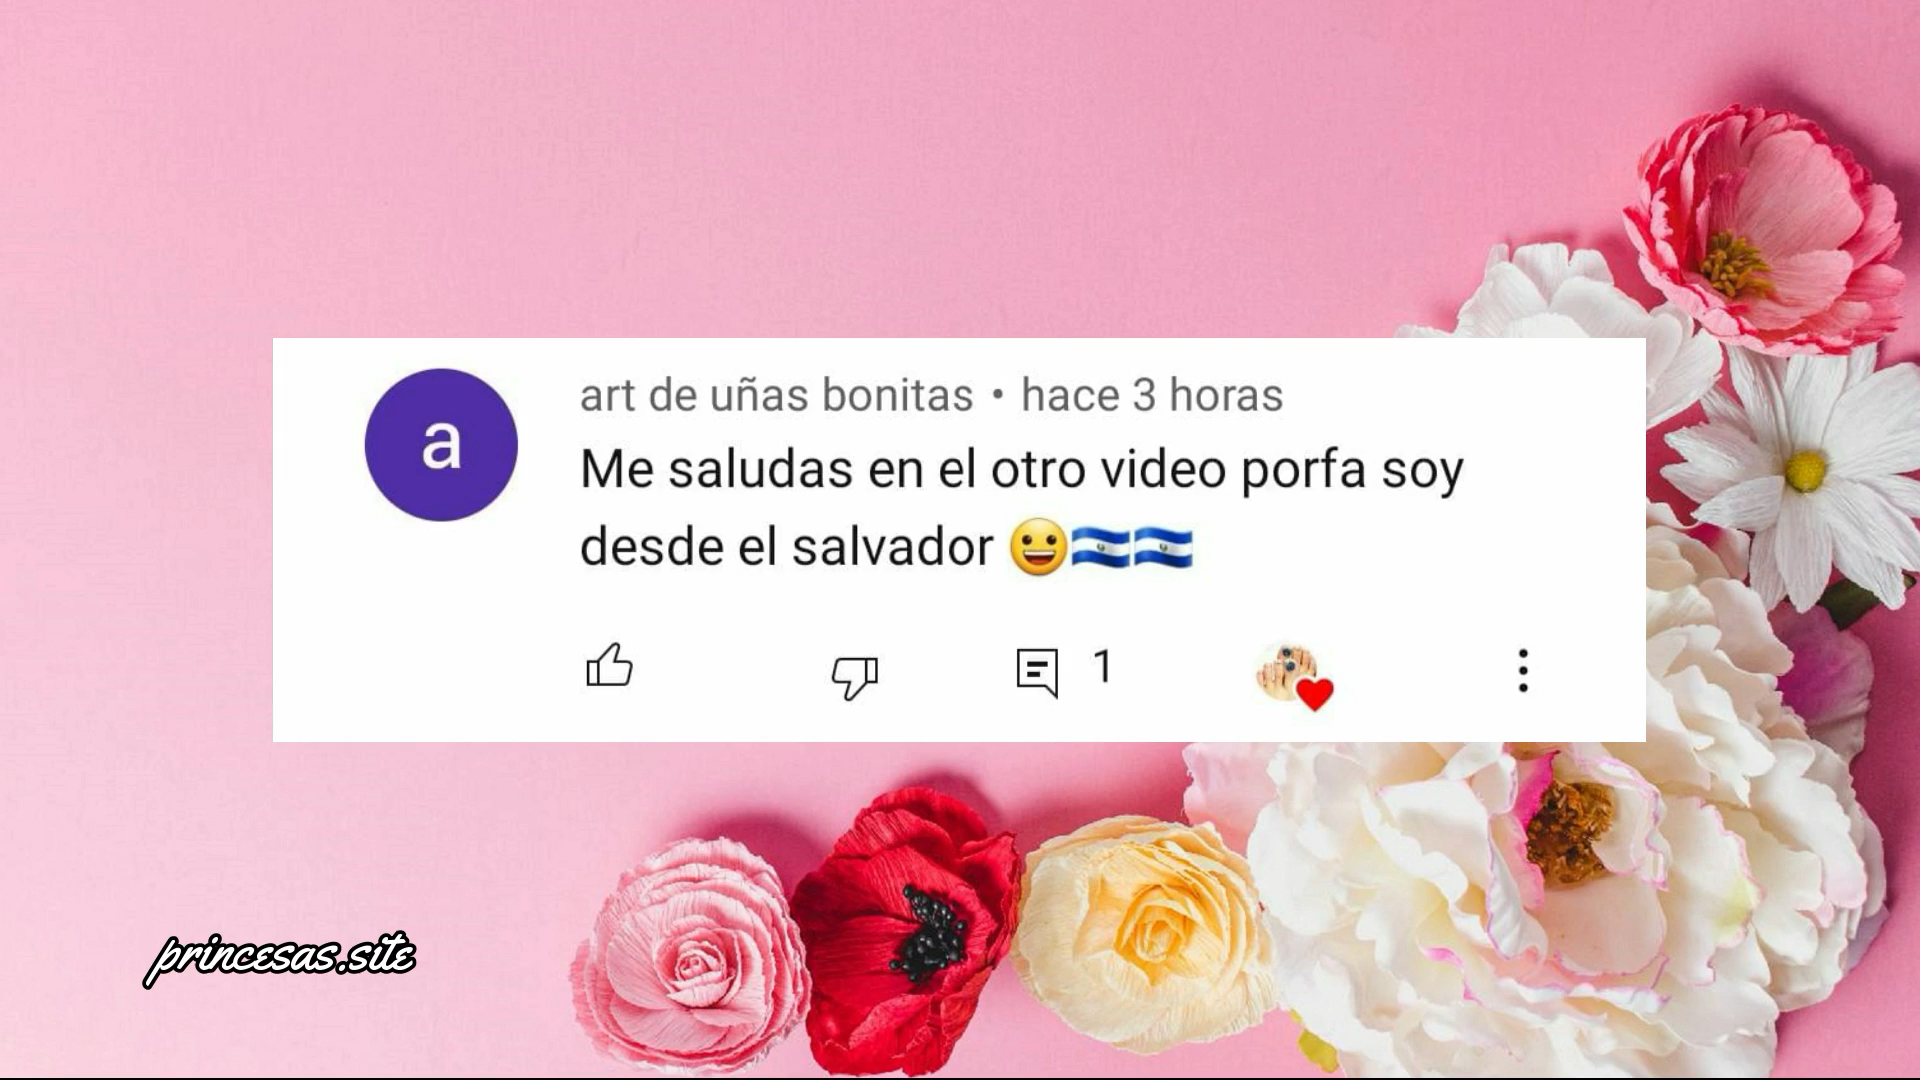 a
art de uñas bonitas • hace 3 horas
Me saludas en el otro video porfa soy
desde el salvador 😀🇸🇻🇸🇻
1
princesas.site